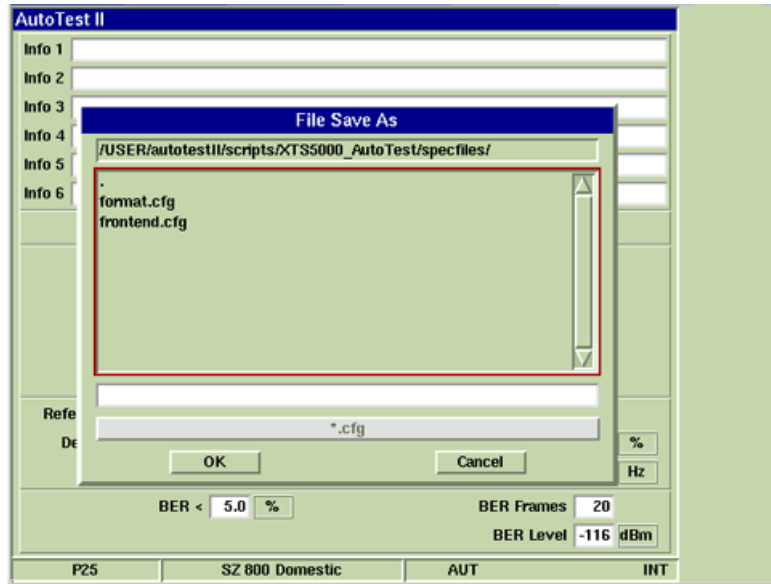 AutoTest II
Info 1
Info 2
Info 3
File Save As
Info 4
/USER/autotestII/scripts/XTS5000_AutoTest/specfiles/
Info 5
.
Info 6
format.cfg
frontend.cfg
Refe
*.cfg
De
%
OK Cancel
Hz
BER < 5.0 % BER Frames 20
BER Level -116 dBm
P25 SZ 800 Domestic AUT INT